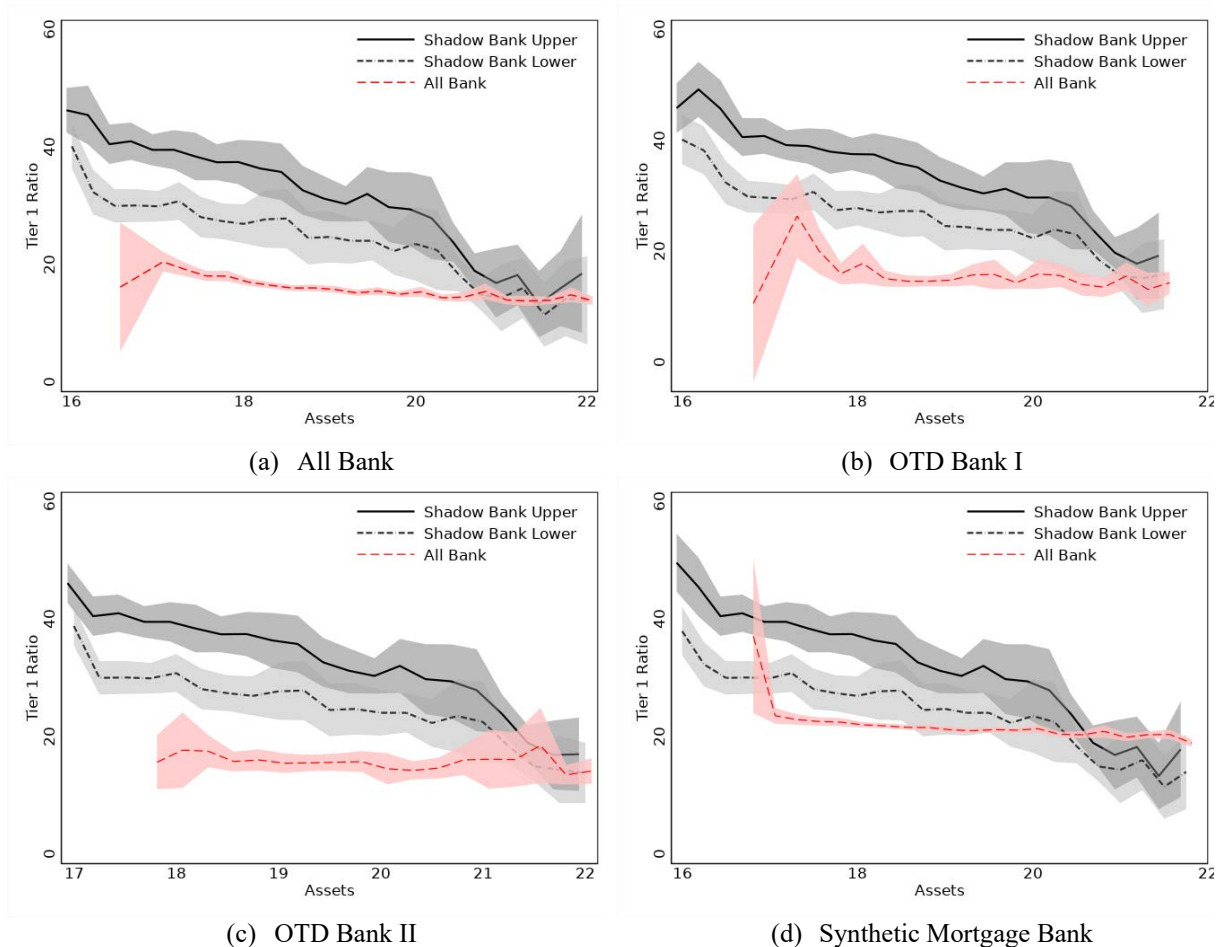 60
40
20
0
Tier 1 Ratio
Shadow Bank Upper
Shadow Bank Lower
All Bank
16 18 20 22
Assets
(a) All Bank
60
40
20
0
Tier 1 Ratio
Shadow Bank Upper
Shadow Bank Lower
All Bank
16 18 20 22
Assets
(b) OTD Bank I
60
40
20
0
Tier 1 Ratio
Shadow Bank Upper
Shadow Bank Lower
All Bank
17 18 19 20 21 22
Assets
(c) OTD Bank II
60
40
20
0
Tier 1 Ratio
Shadow Bank Upper
Shadow Bank Lower
All Bank
16 18 20 22
Assets
(d) Synthetic Mortgage Bank